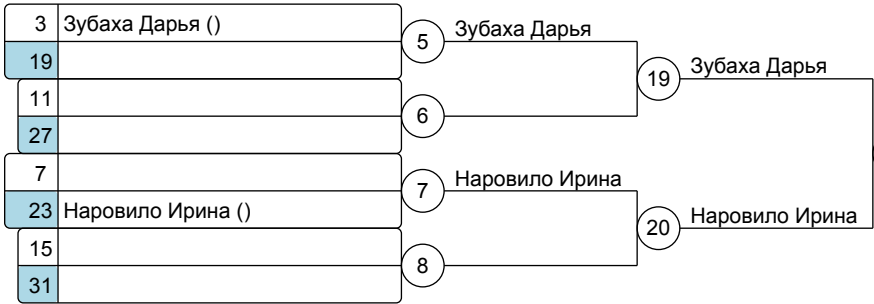 3 Зубаха Дарья ()
5 Зубаха Дарья
19
19 Зубаха Дарья
11
6
27
7
7 Наровило Ирина
23 Наровило Ирина ()
20 Наровило Ирина
15
8
31